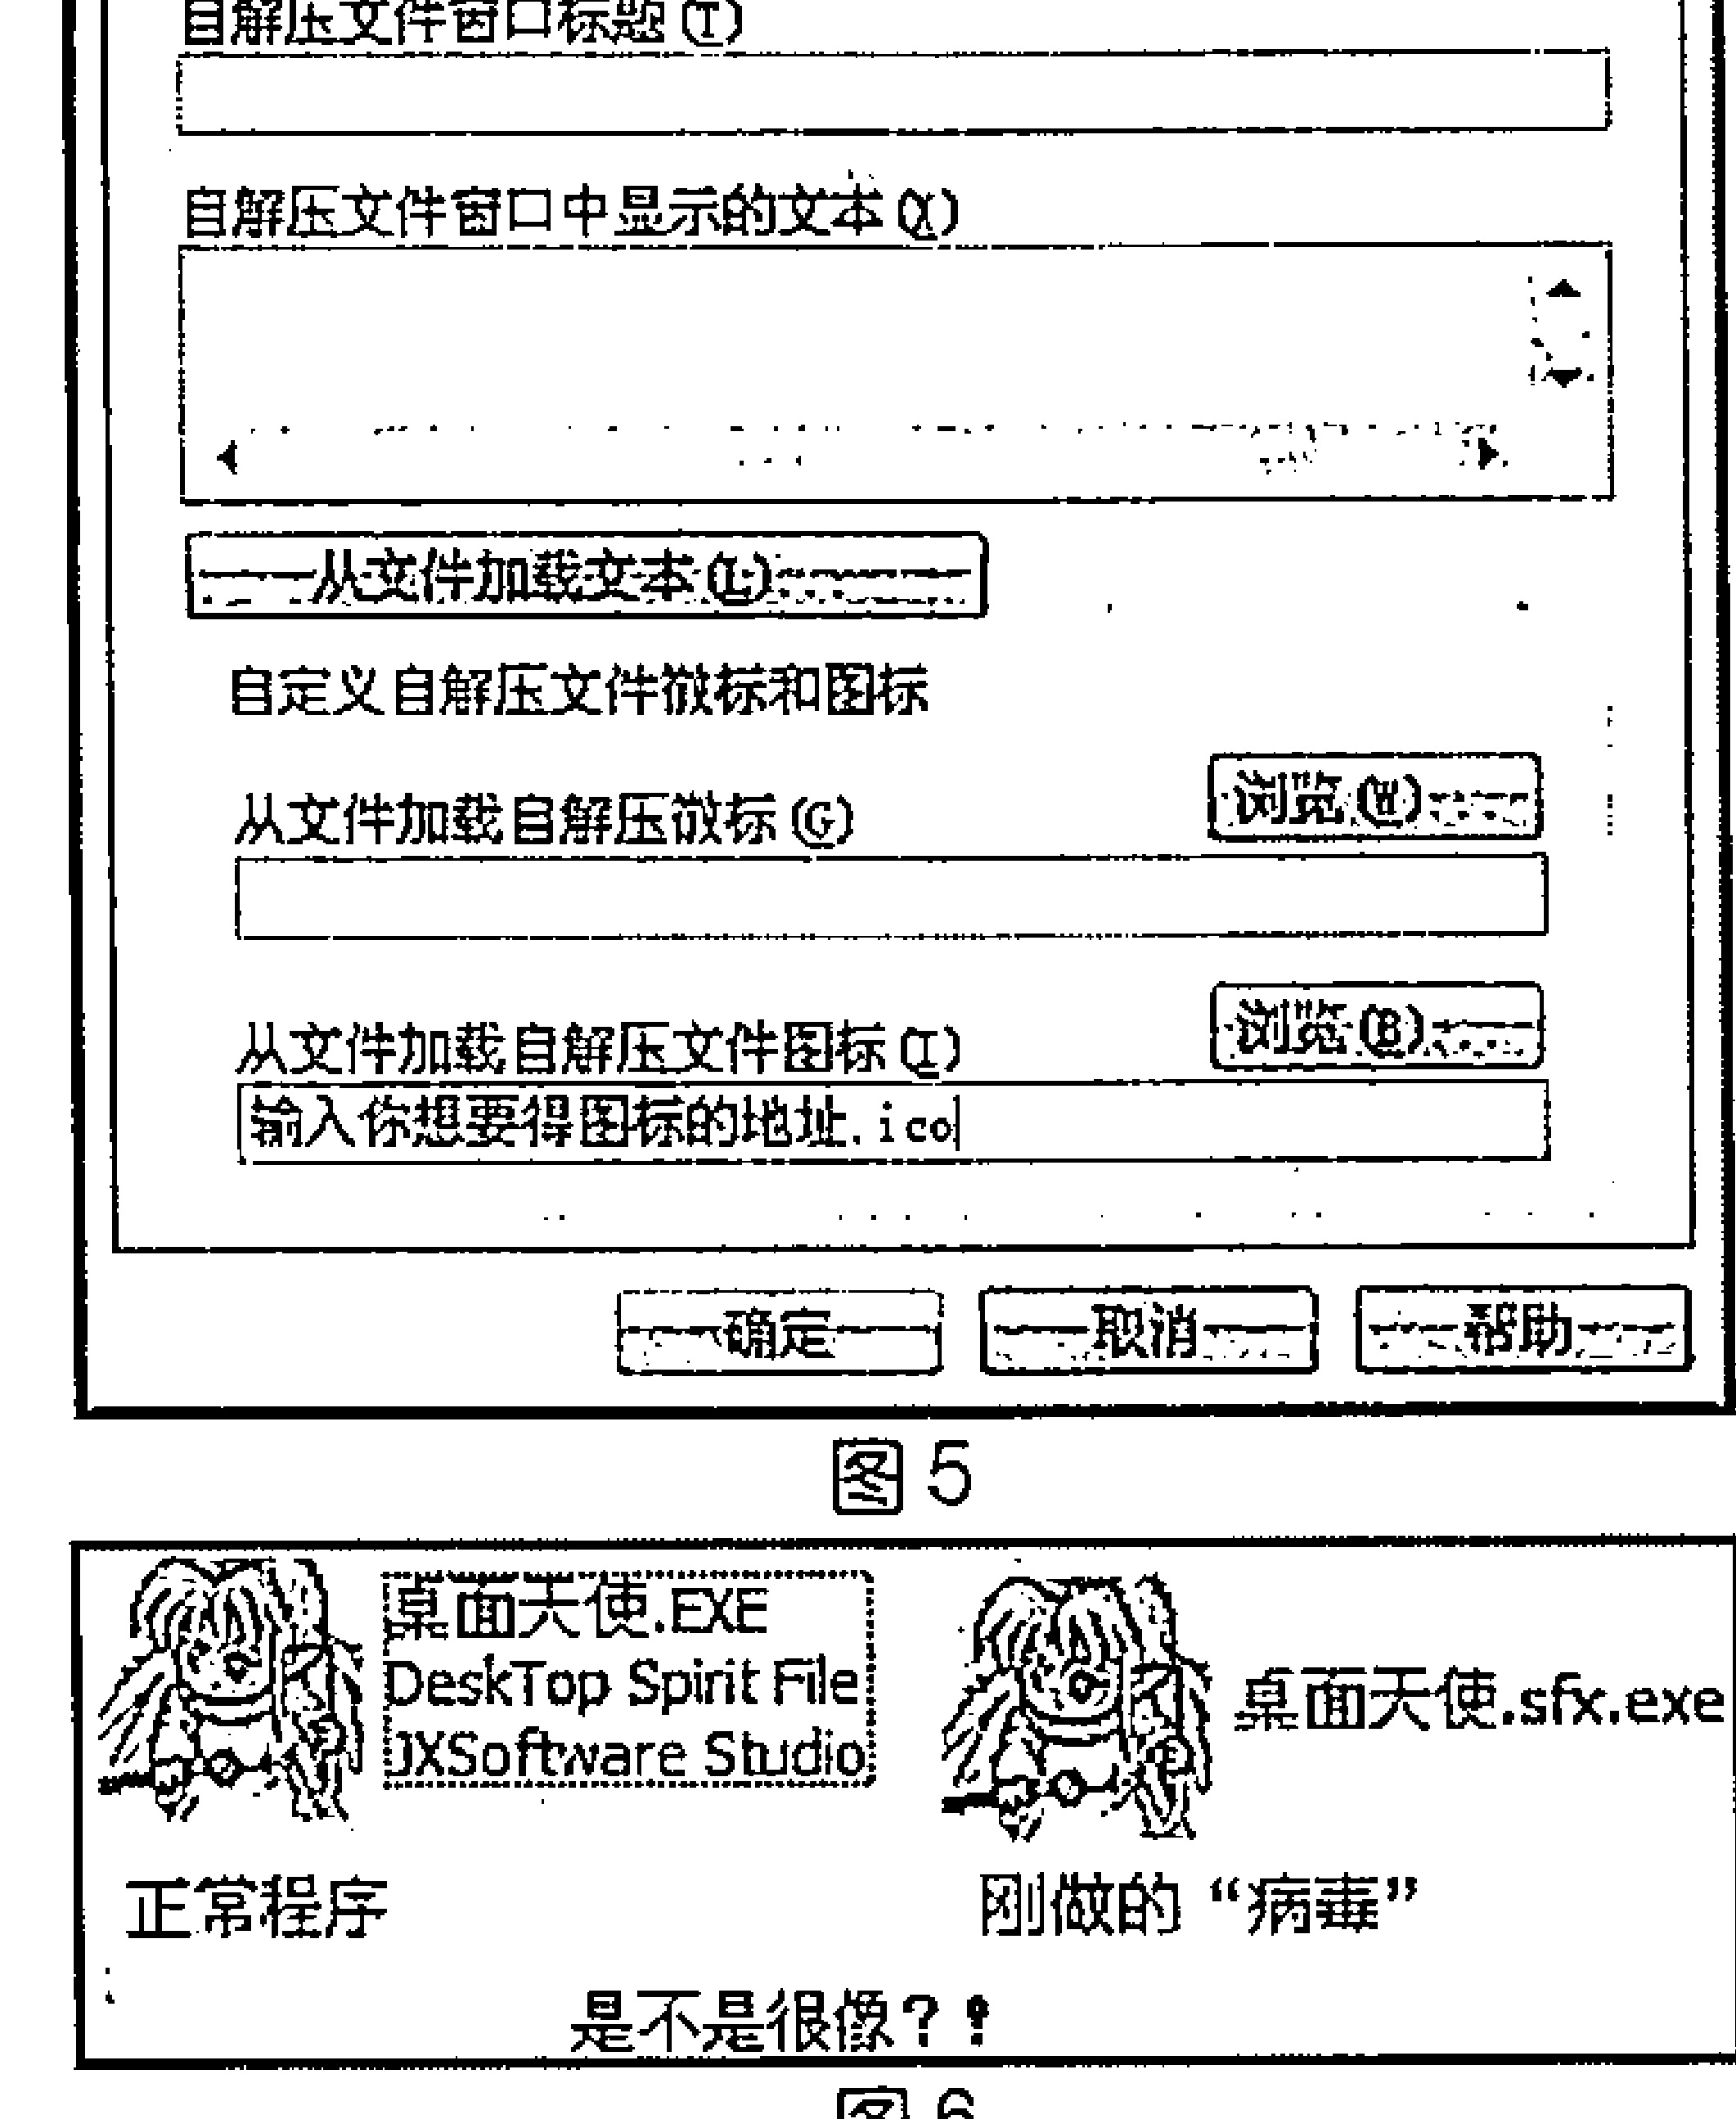 自解压文件窗口标题(T)
自解压文件窗口中显示的文本(X)
从文件加载文本(L)
自定义自解压文件徽标和图标
浏览(W)
从文件加载自解压徽标(G)
浏览(B)
从文件加载自解压文件图标(I)
输入你想要得图标的地址.ico
确定 取消 帮助
图5
桌面天使.EXE
DeskTop Spirit File
JXSoftware Studio
桌面天使.sfx.exe
正常程序 刚做的“病毒”
是不是很像？！
图6